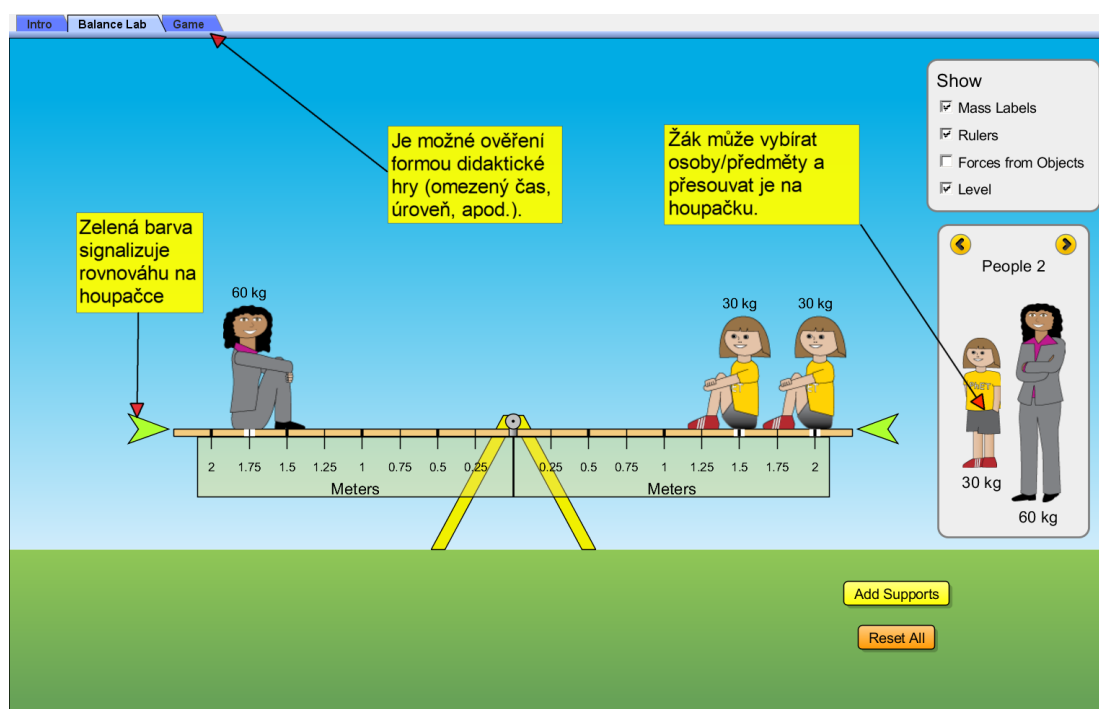 Intro Balance Lab Game
Je možné ověření
formou didaktické
hry (omezený čas,
úroveň, apod.).
Žák může vybírat
osoby/předměty a
přesouvat je na
houpačku.
Zelená barva
signalizuje
rovnováhu na
houpačce
Show
Mass Labels
Rulers
Forces from Objects
Level
People 2
30 kg
60 kg
60 kg
30 kg 30 kg
2 1.75 1.5 1.25 1 0.75 0.5 0.25 0.25 0.5 0.75 1 1.25 1.5 1.75 2
Meters Meters
Add Supports
Reset All